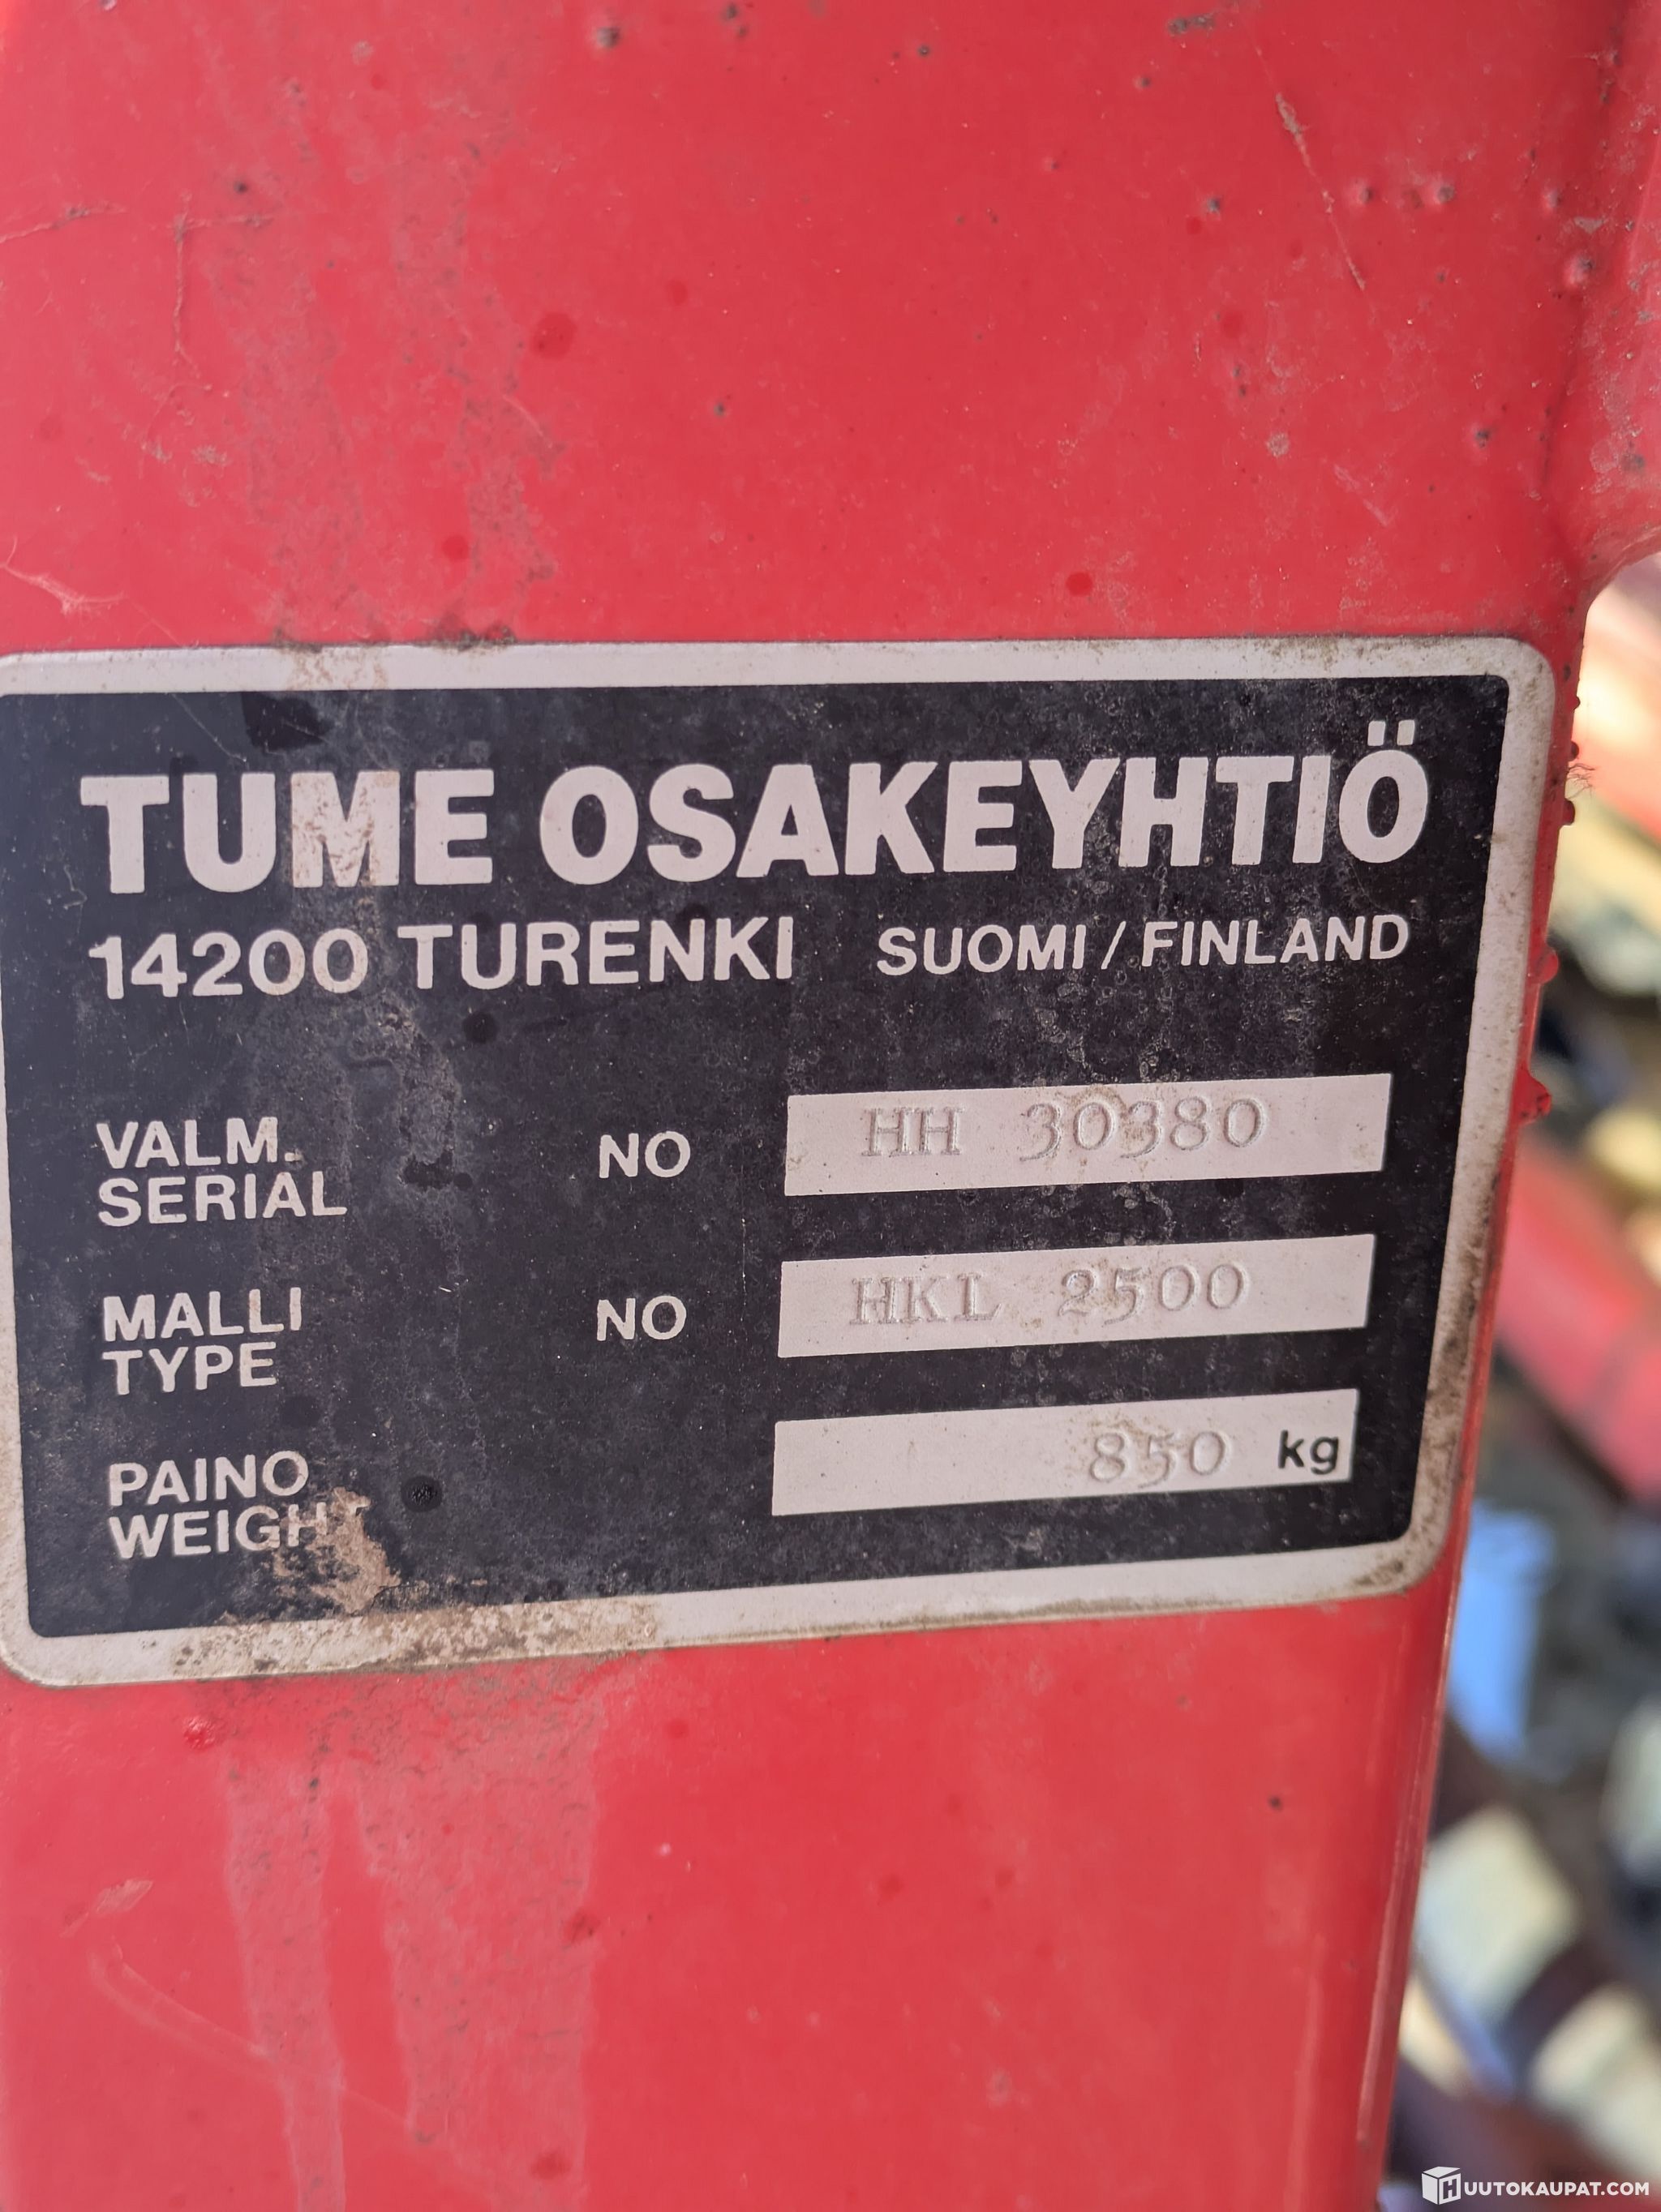 TUME OSAKEYHTIÖ
14200 TURENKI SUOMI / FINLAND
VALM. NO HH 30380
SERIAL
MALLI NO HKL 2500
TYPE
PAINO 850 kg
WEIGHT
HUUTOKAUPAT.COM